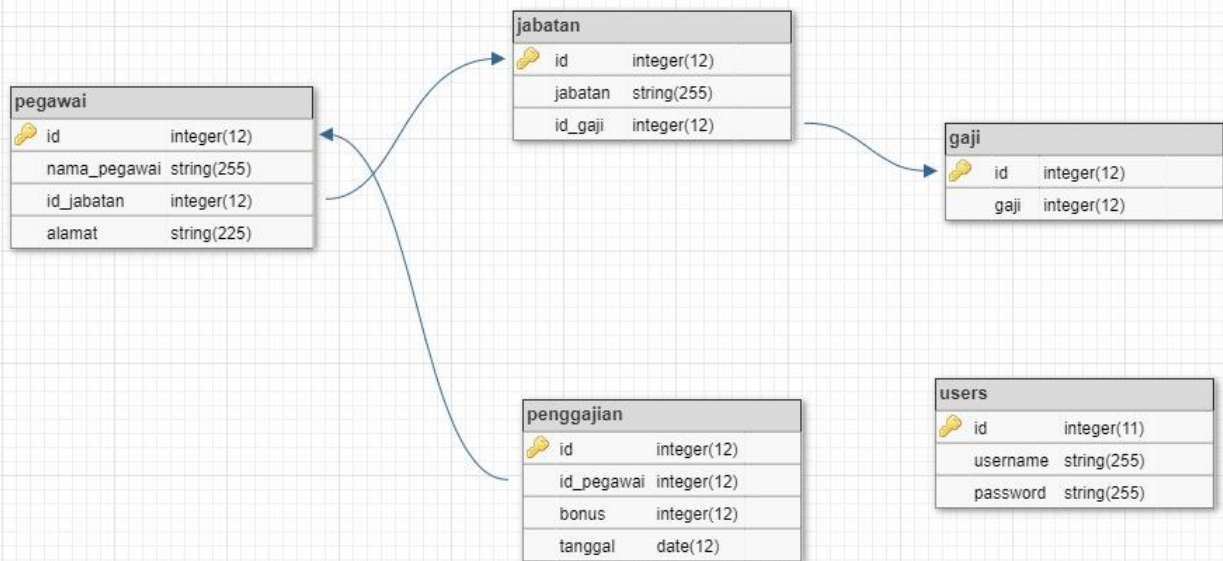 jabatan
id integer(12)
jabatan string(255)
id_gaji integer(12)
pegawai
id integer(12)
nama_pegawai string(255)
id_jabatan integer(12)
alamat string(225)
gaji
id integer(12)
gaji integer(12)
penggajian
id integer(12)
id_pegawai integer(12)
bonus integer(12)
tanggal date(12)
users
id integer(11)
username string(255)
password string(255)